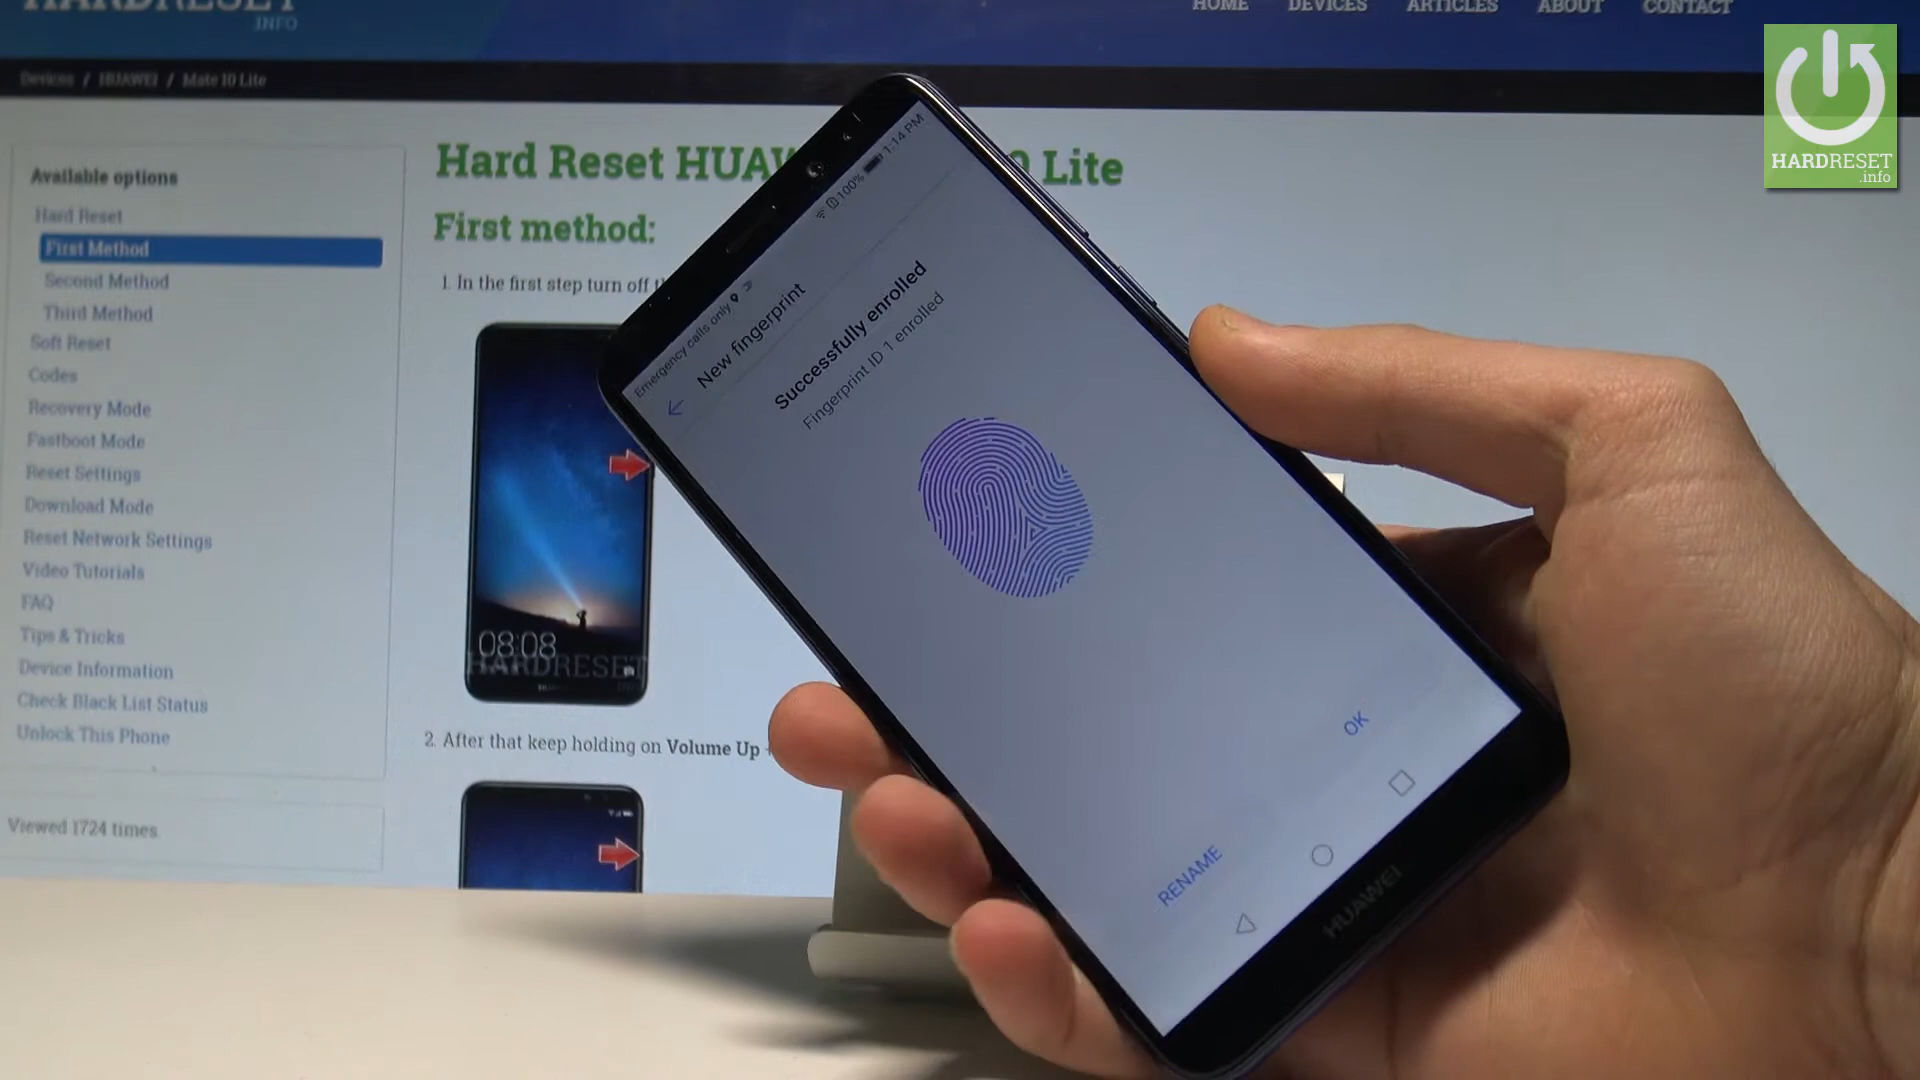 HARDRESET
.INFO
HOME DEVICES ARTICLES ABOUT CONTACT
Devices / HUAWEI / Mate 10 Lite
HARDRESET
.info
Available options
Hard Reset
First Method
Second Method
Third Method
Soft Reset
Codes
Recovery Mode
Fastboot Mode
Reset Settings
Download Mode
Reset Network Settings
Video Tutorials
FAQ
Tips & Tricks
Device Information
Check Black List Status
Unlock This Phone
Viewed 1724 times
Hard Reset HUAW 0 Lite
First method:
1. In the first step turn off
08:08
HARDRESET
2. After that keep holding on Volume Up +
Emergency calls only 100% 1:14 PM
New fingerprint
Successfully enrolled
Fingerprint ID 1 enrolled
RENAME OK
HUAWEI